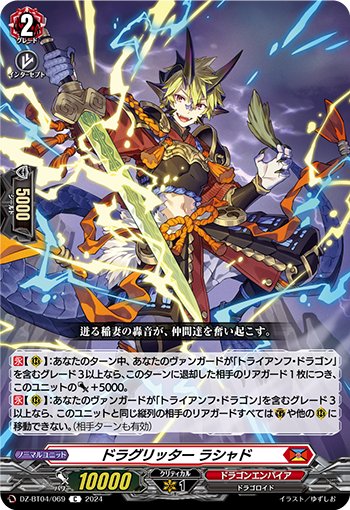 2
グレード
インターセプト
5000
シールド
迸る稲妻の轟音が、仲間達を奮い起こす。
永【R】:あなたのターン中、あなたのヴァンガードが「トライアンフ・ドラゴン」
を含むグレード3以上なら、このターンに退却した相手のリアガード1枚につき、
このユニットの+5000。
永【R】:あなたのヴァンガードが「トライアンフ・ドラゴン」を含むグレード3
以上なら、このユニットと同じ縦列の相手のリアガードすべてはRや他のRに
移動できない。(相手ターンも有効)
ノーマルユニット
ドラグリッター ラシャド
パワー
10000
クリティカル
1
ドラゴンエンパイア
ドラゴロイド
DZ-BT04/069 C 2024
イラスト/ゆずしお